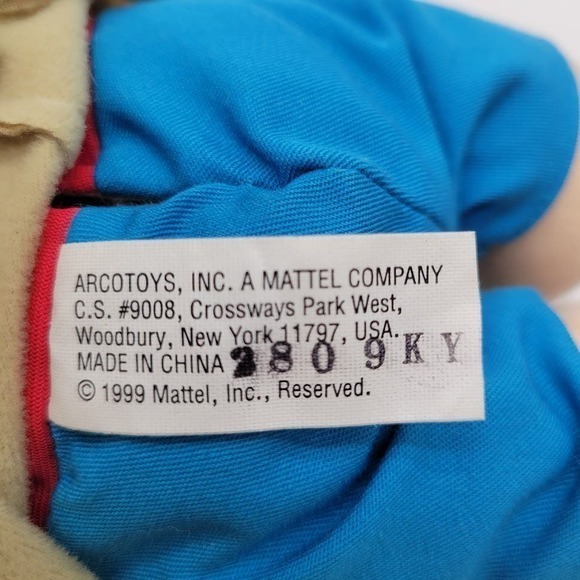 ARCOTOYS, INC. A MATTEL COMPANY
C.S. #9008, Crossways Park West,
Woodbury, New York 11797, USA.
MADE IN CHINA 2809KY
© 1999 Mattel, Inc., Reserved.